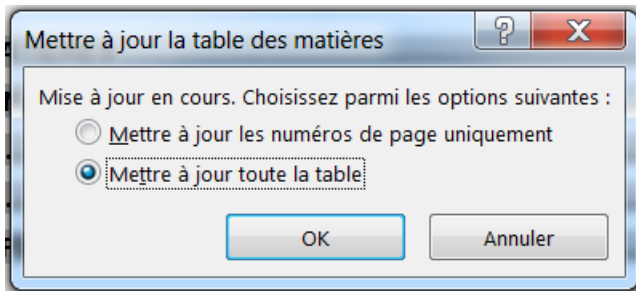 Mettre à jour la table des matières
Mise à jour en cours. Choisissez parmi les options suivantes :
Mettre à jour les numéros de page uniquement
Mettre à jour toute la table
OK
Annuler